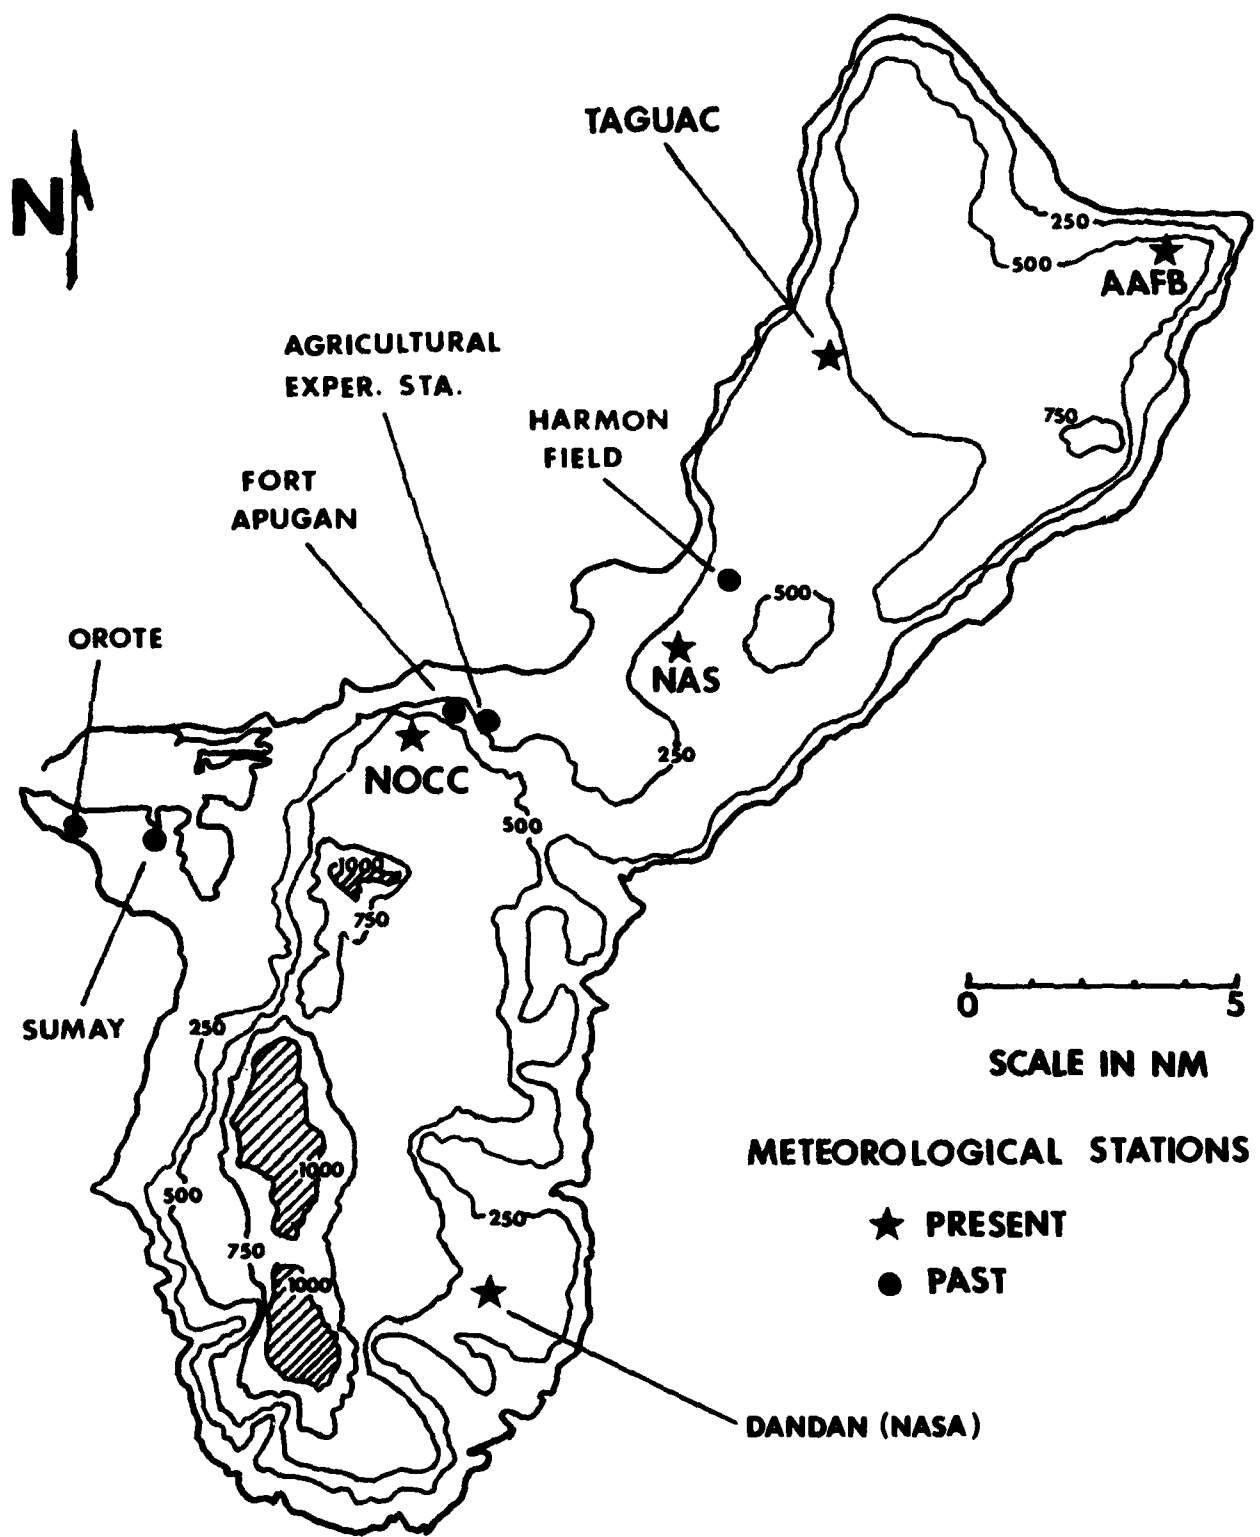 TAGUAC
N
250
500
AAFB
AGRICULTURAL
EXPER. STA.
HARMON
FIELD
750
FORT
APUGAN
500
OROTE
NAS
250
NOCC
500
1000
750
0 5
SCALE IN NM
SUMAY
250
METEOROLOGICAL STATIONS
1000
500
250
PRESENT
750
1000
PAST
DANDAN (NASA)